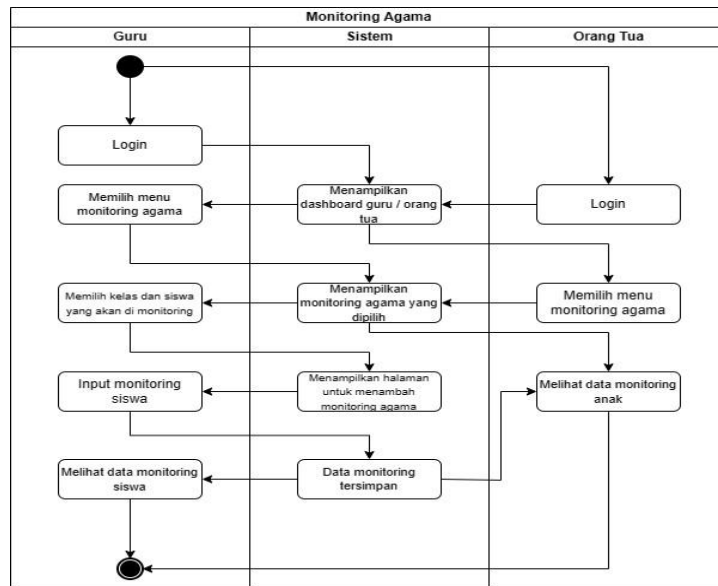 Monitoring Agama
Guru
Sistem
Orang Tua
Login
Memilih menu
monitoring agama
Menampilkan
dashboard guru / orang
tua
Login
Memilih kelas dan siswa
yang akan di monitoring
Menampilkan
monitoring agama yang
dipilih
Memilih menu
monitoring agama
Input monitoring
siswa
Menampilkan halaman
untuk menambah
monitoring agama
Melihat data monitoring
anak
Melihat data monitoring
siswa
Data monitoring
tersimpan